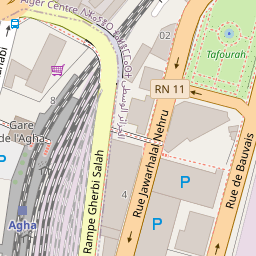 Alger Centre
02
Tafourah
RN 11
8
Gare
de l'Agha
Agha
Rampe Gherbi Salah
Rue Jawarhalal Nehru
Rue de Bauvais
4
P
P